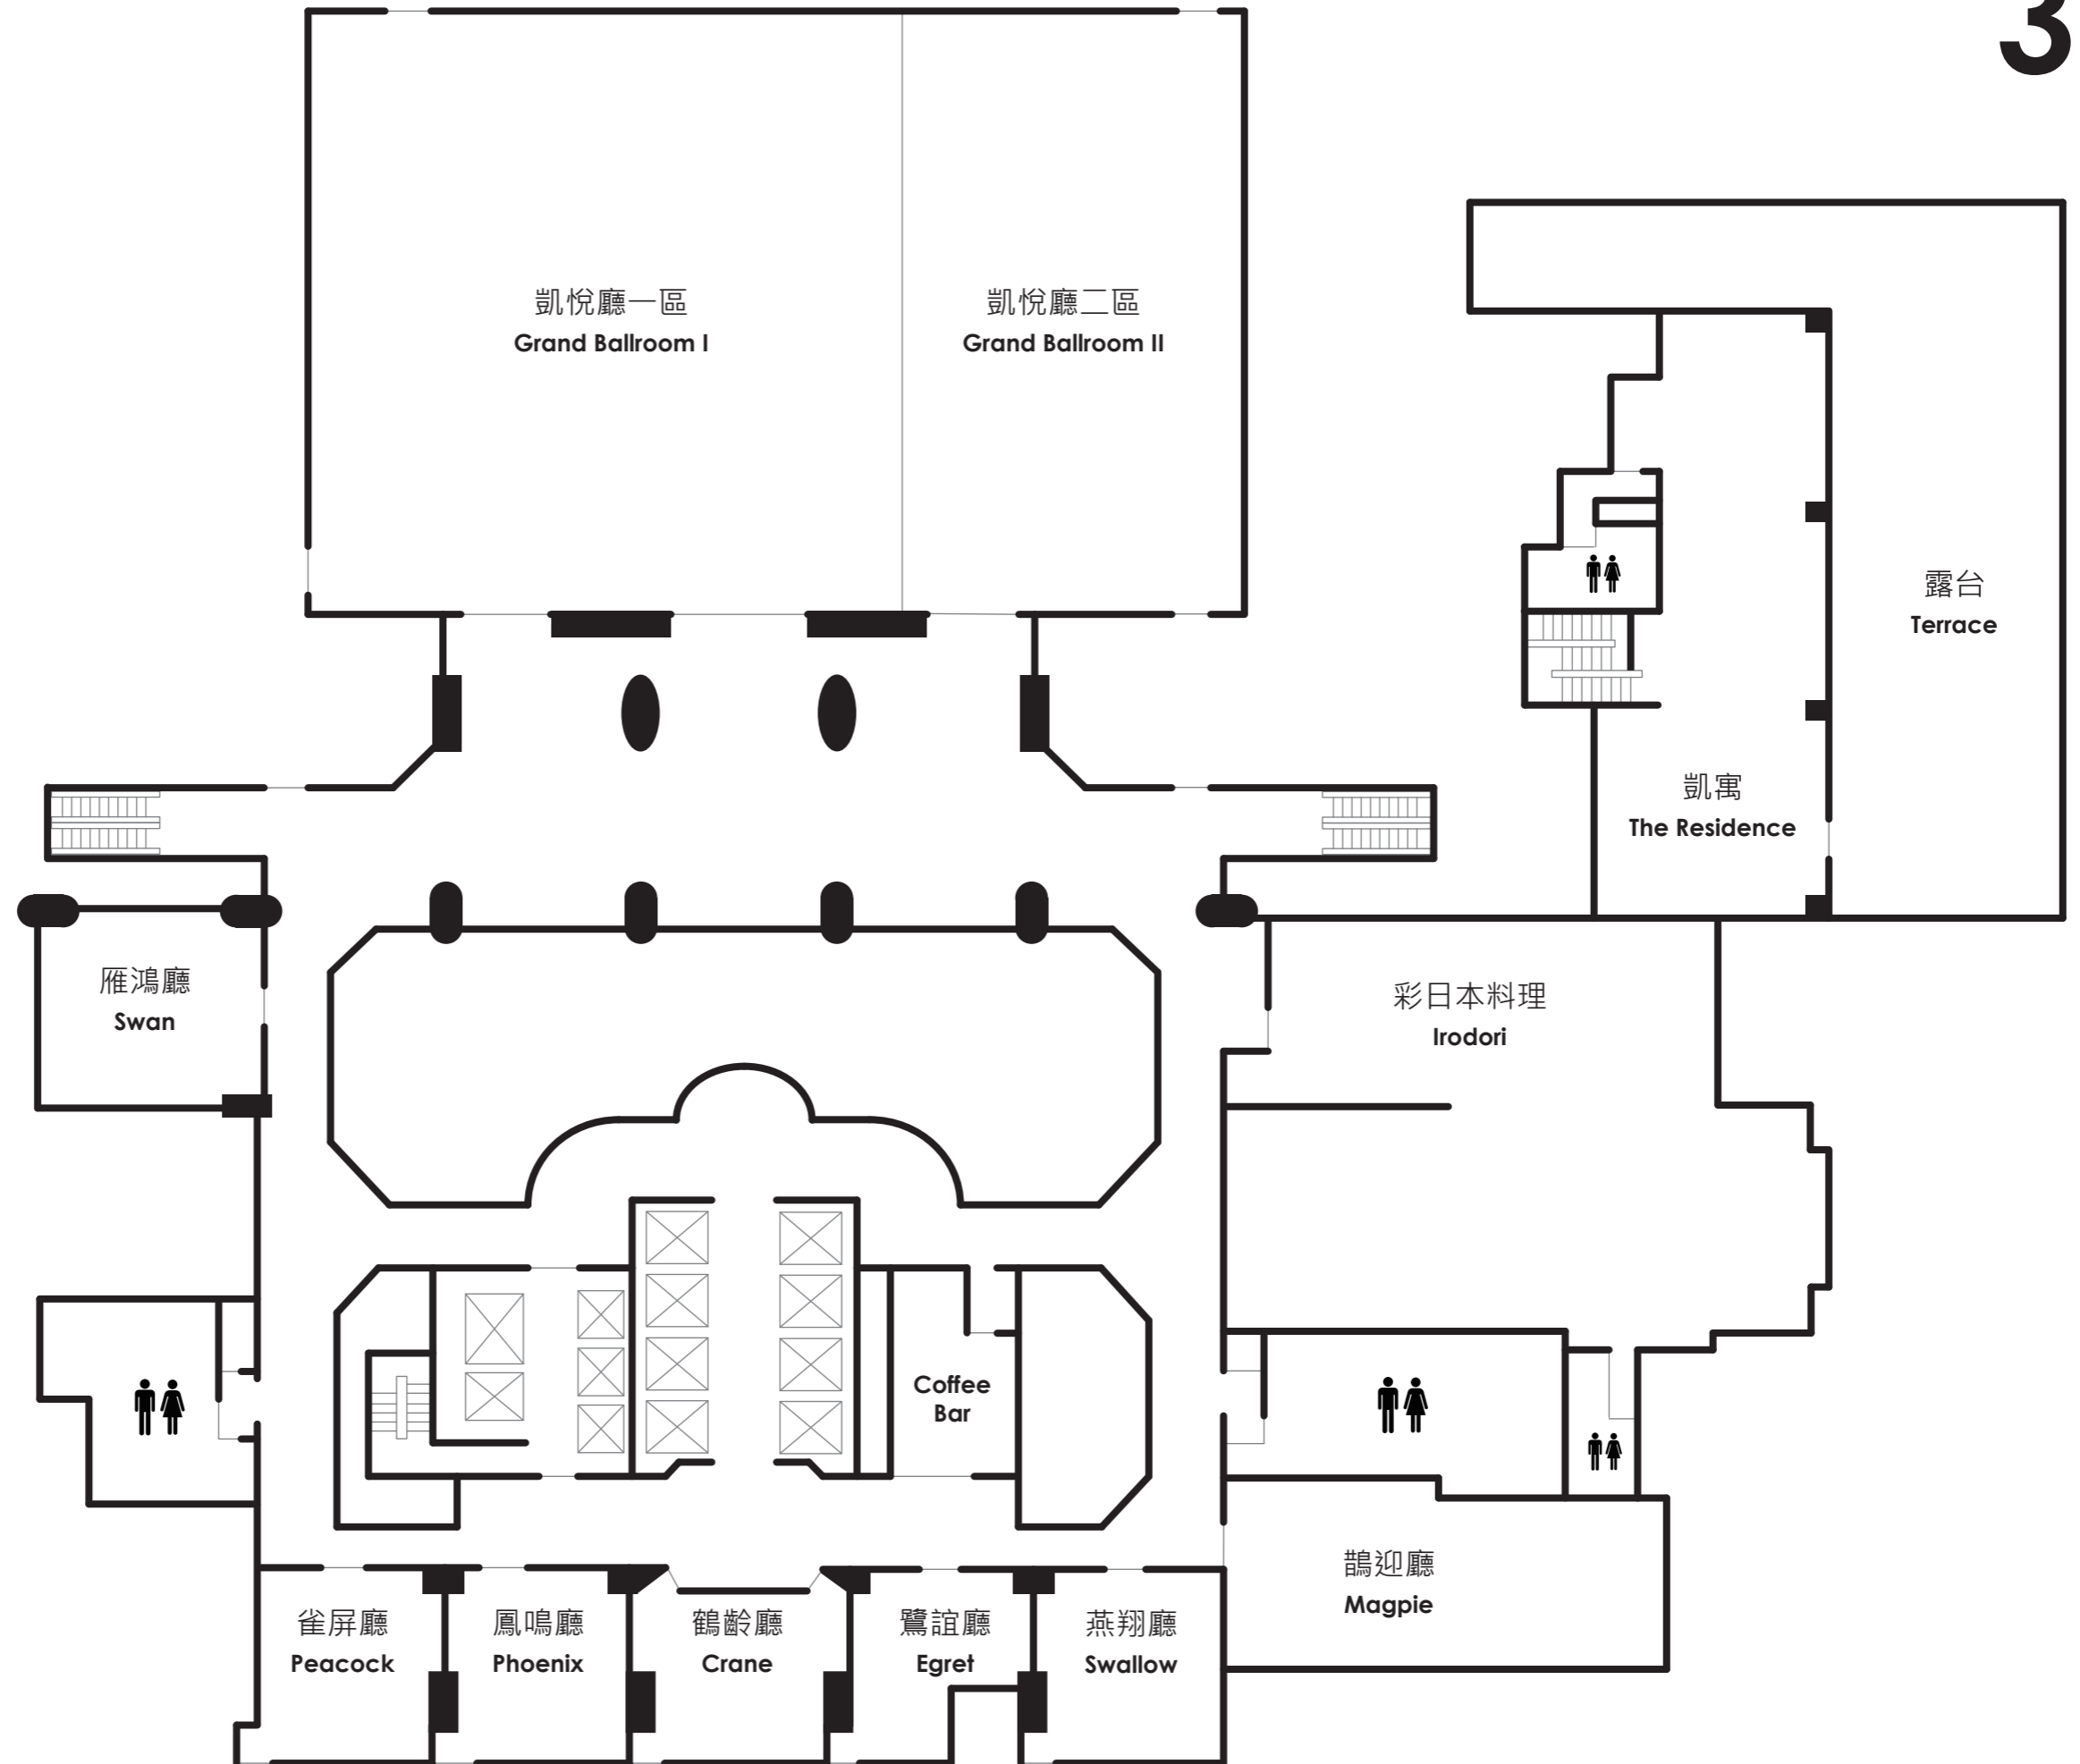 3
凱悅廳一區
Grand Ballroom I
凱悅廳二區
Grand Ballroom II
露台
Terrace
凱寓
The Residence
雁鴻廳
Swan
彩日本料理
Irodori
Coffee
Bar
鵲迎廳
Magpie
雀屏廳
Peacock
鳳鳴廳
Phoenix
鶴齡廳
Crane
鷺誼廳
Egret
燕翔廳
Swallow